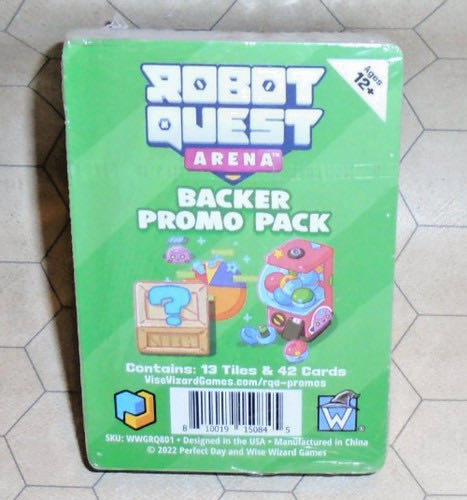 ROBOT
QUEST
ARENA™
Ages
12+
BACKER
PROMO PACK
?
Contains: 13 Tiles & 42 Cards
WiseWizardGames.com/rqa-promos
8 10019 15084 5
W
SKU: WWGRQ801 • Designed in the USA • Manufactured in China
© 2022 Perfect Day and Wise Wizard Games